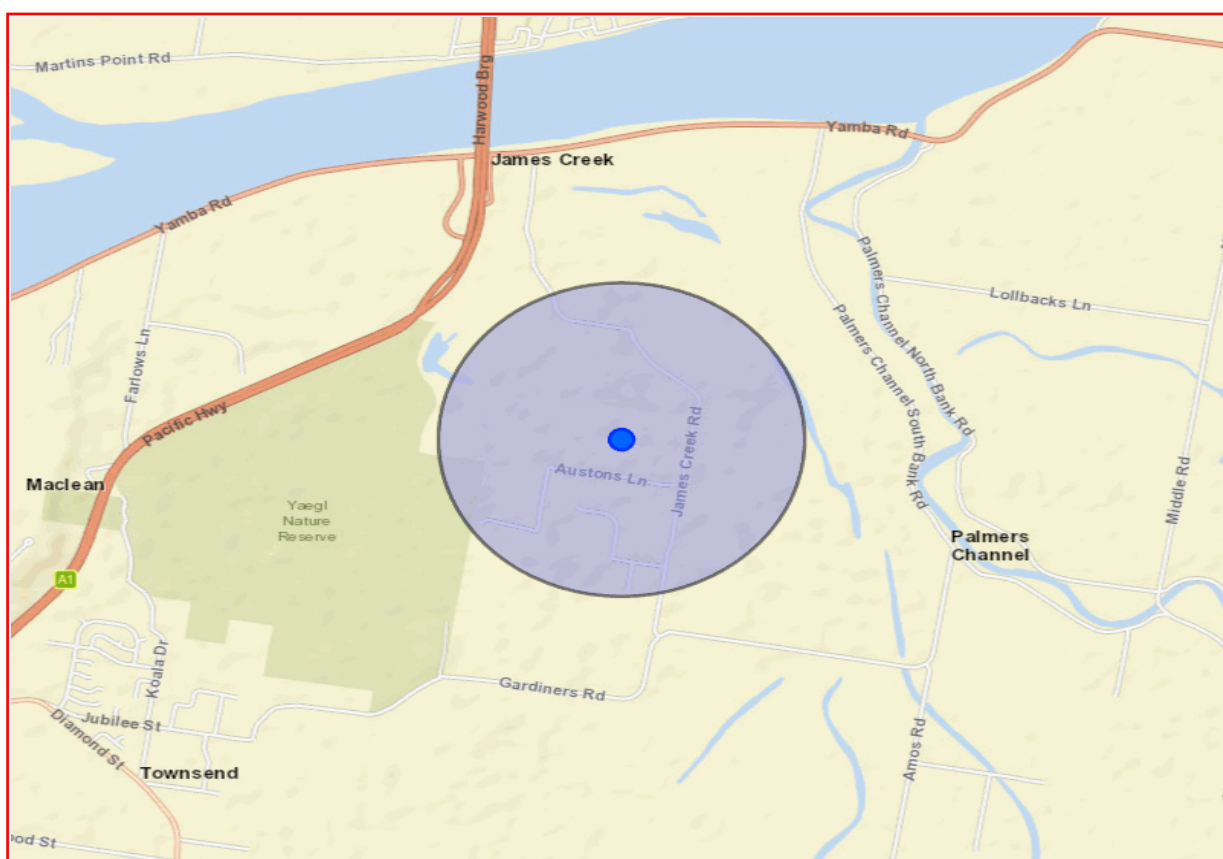 Martins Point Rd
Harwood Brg
Yamba Rd
James Creek
Yamba Rd
Palmers Channel North Bank Rd
Lollbacks Ln
Palmers Channel South Bank Rd
Farlows Ln
Pacific Hwy
James Creek Rd
Austons Ln
Maclean
Yaegl
Nature
Reserve
Middle Rd
Palmers
Channel
A1
Koala Dr
Gardiners Rd
Jubilee St
Diamond St
Amos Rd
Townsend
ood St